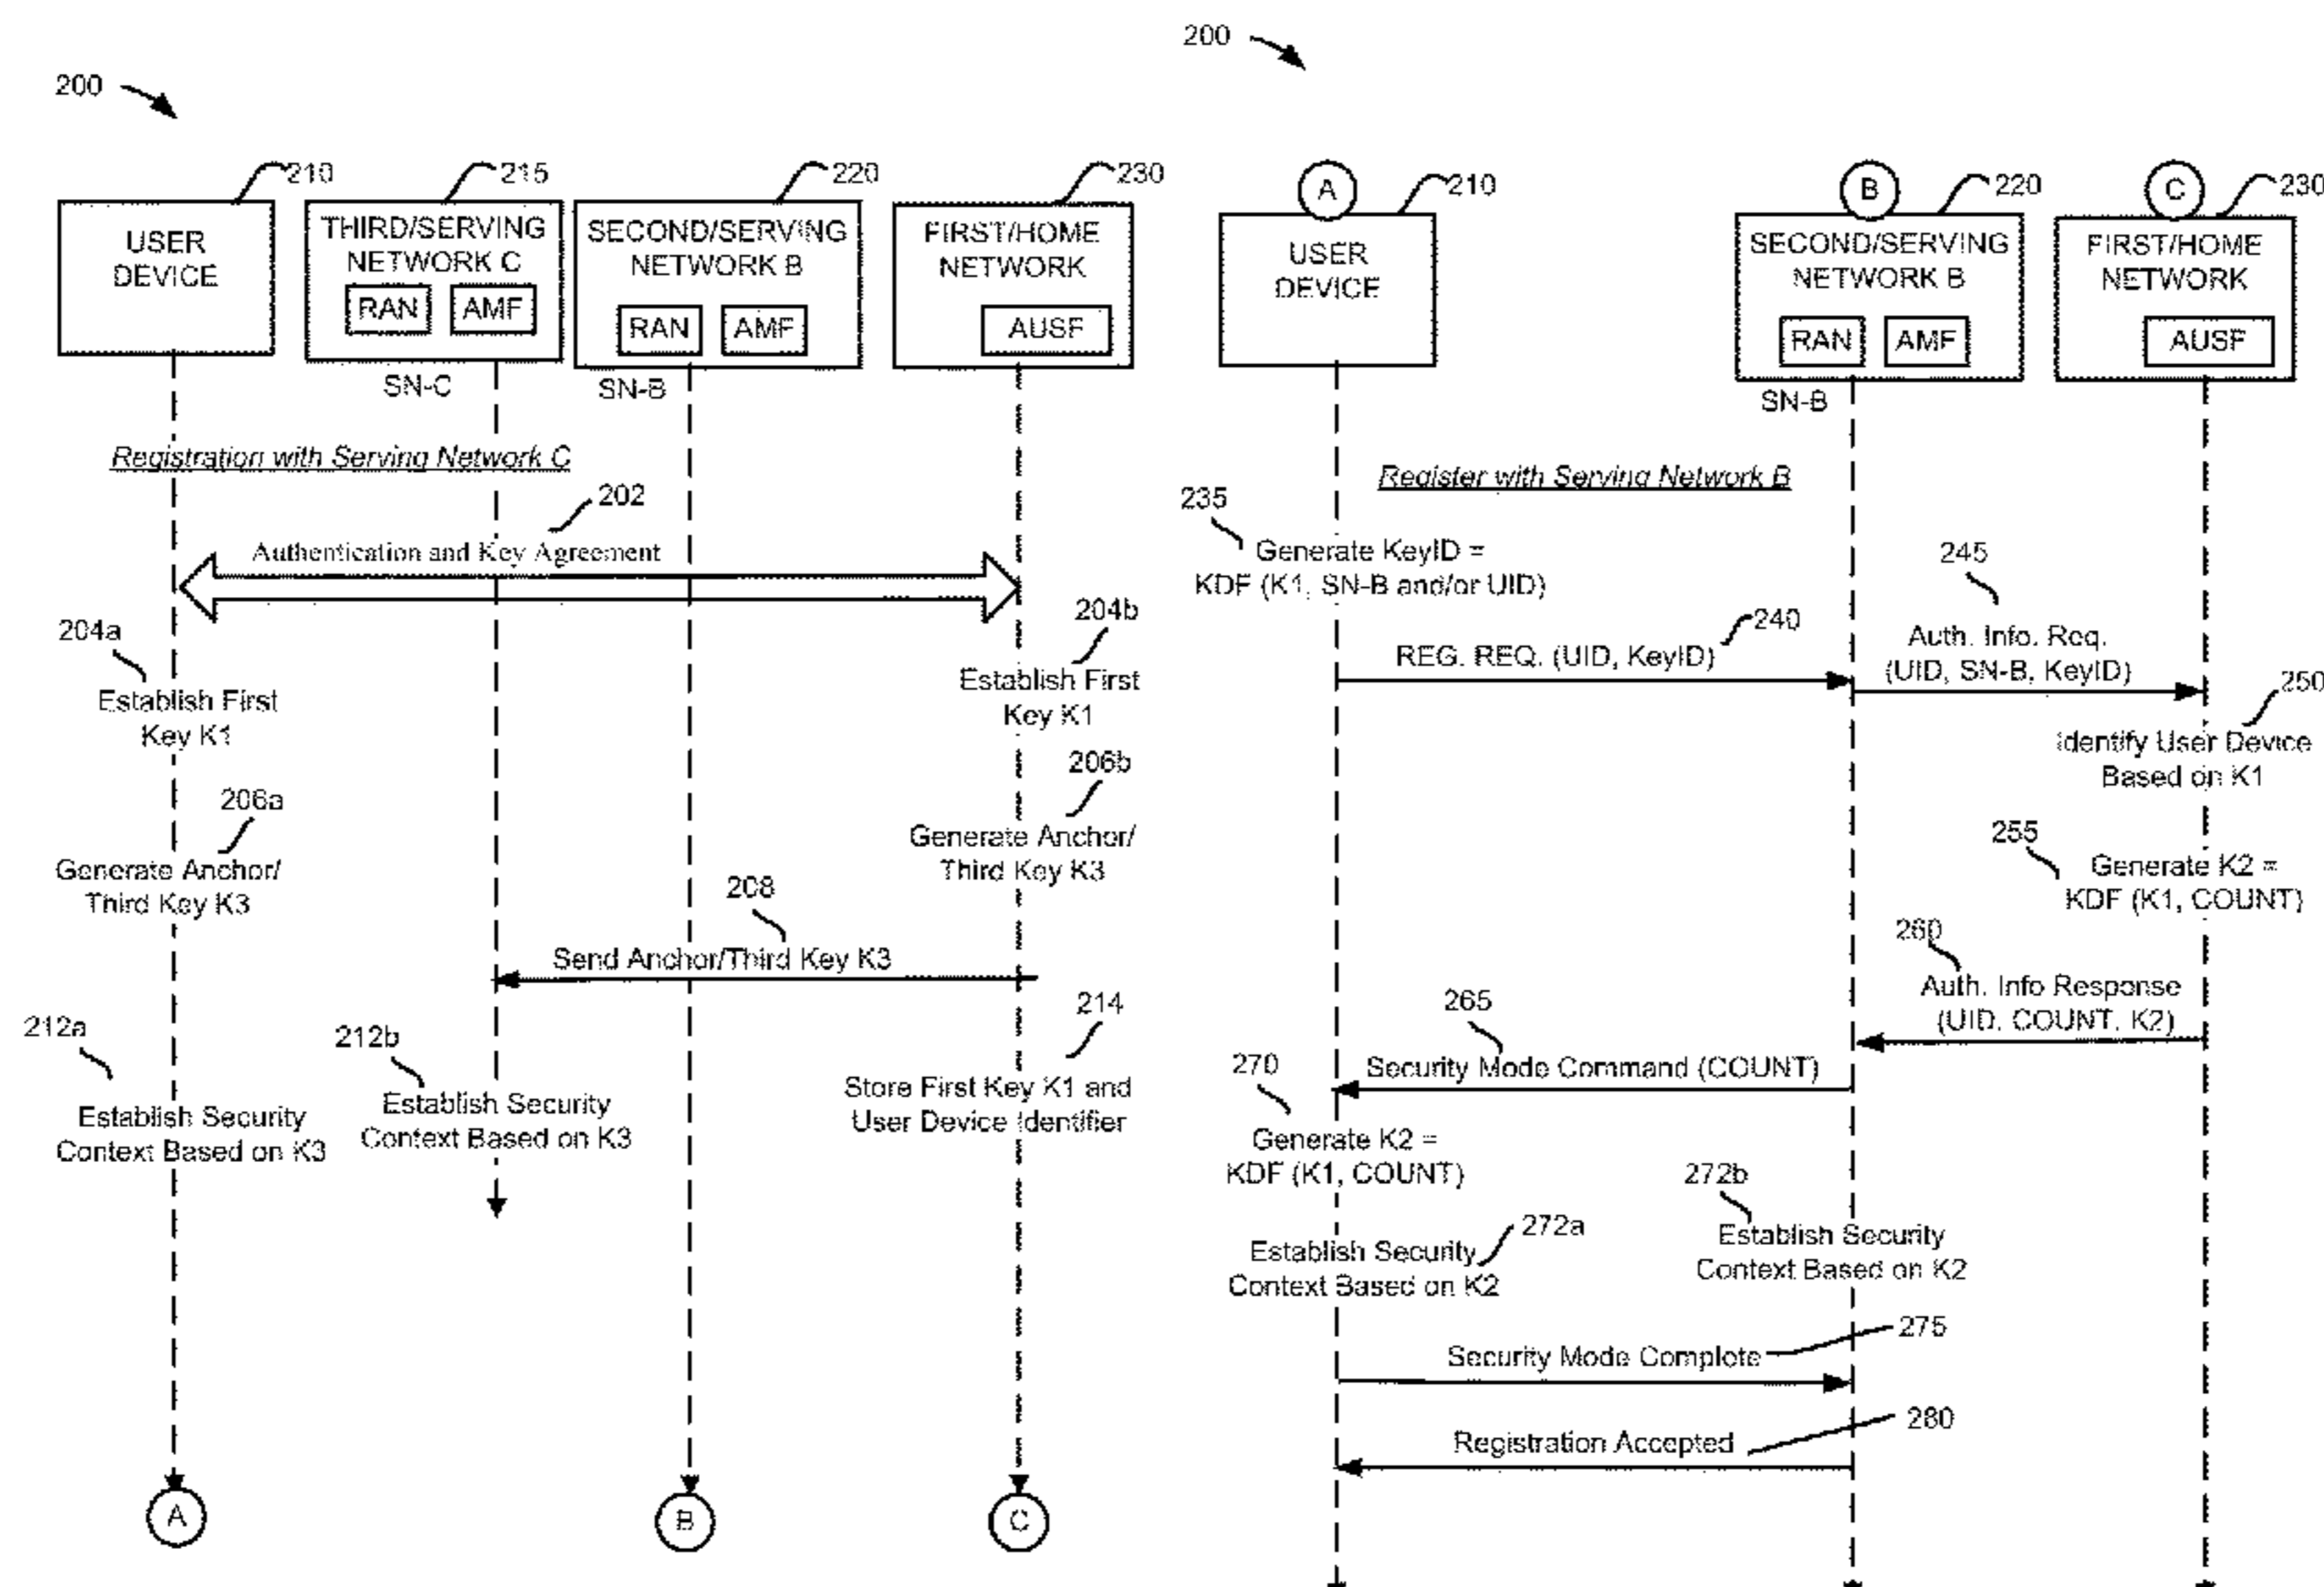 200
210
215
220
230
USER
DEVICE
THIRD/SERVING
NETWORK C
RAN
AMF
SN-C
SECOND/SERVING
NETWORK B
RAN
AMF
SN-B
FIRST/HOME
NETWORK
AUSF
Registration with Serving Network C
202
Authentication and Key Agreement
204a
Establish First
Key K1
204b
Establish First
Key K1
206a
Generate Anchor/
Third Key K3
206b
Generate Anchor/
Third Key K3
208
Send Anchor/Third Key K3
212a
Establish Security
Context Based on K3
212b
Establish Security
Context Based on K3
214
Store First Key K1 and
User Device Identifier
A
B
C
200
A
210
B
220
C
230
USER
DEVICE
SECOND/SERVING
NETWORK B
RAN
AMF
SN-B
FIRST/HOME
NETWORK
AUSF
Register with Serving Network B
235
Generate KeyID =
KDF (K1, SN-B and/or UID)
240
REG. REQ. (UID, KeyID)
245
Auth. Info. Req.
(UID, SN-B, KeyID)
250
Identify User Device
Based on K1
255
Generate K2 =
KDF (K1, COUNT)
260
Auth. Info Response
(UID, COUNT, K2)
265
Security Mode Command (COUNT)
270
Generate K2 =
KDF (K1, COUNT)
272a
Establish Security
Context Based on K2
272b
Establish Security
Context Based on K2
275
Security Mode Complete
280
Registration Accepted